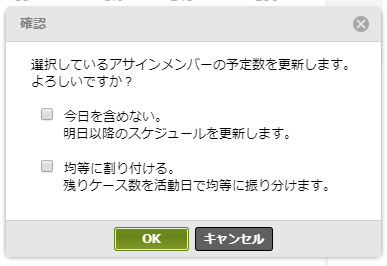 確認
選択しているアサインメンバーの予定数を更新します。
よろしいですか？
今日を含めない。
明日以降のスケジュールを更新します。
均等に割り付ける。
残りケース数を活動日で均等に振り分けます。
OK キャンセル